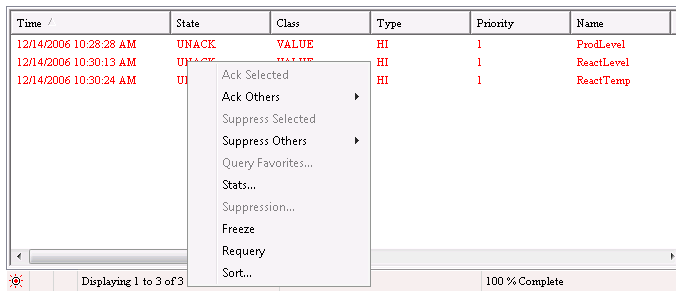 Time / State Class Type Priority Name
12/14/2006 10:28:28 AM UNACK VALUE HI 1 ProdLevel
12/14/2006 10:30:13 AM UNACK VALUE HI 1 ReactLevel
12/14/2006 10:30:24 AM HI 1 ReactTemp
Ack Selected
Ack Others
Suppress Selected
Suppress Others
Query Favorites...
Stats...
Suppression...
Freeze
Requery
Sort...
Displaying 1 to 3 of 3 100 % Complete